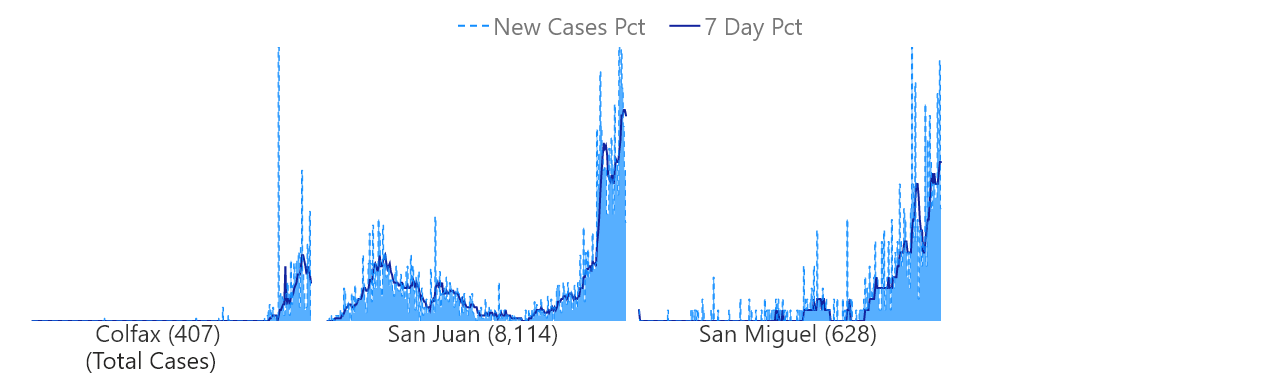 New Cases Pct 7 Day Pct
Colfax (407) San Juan (8,114) San Miguel (628)
(Total Cases)